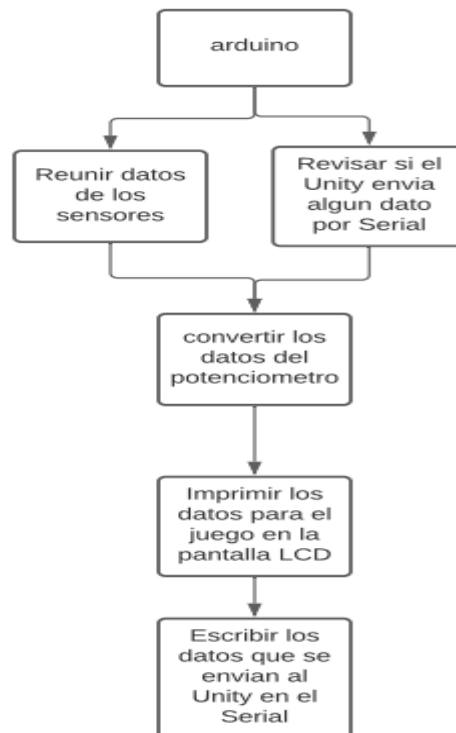 arduino
Reunir datos
de los
sensores
Revisar si el
Unity envia
algun dato
por Serial
convertir los
datos del
potenciometro
Imprimir los
datos para el
juego en la
pantalla LCD
Escribir los
datos que se
envian al
Unity en el
Serial